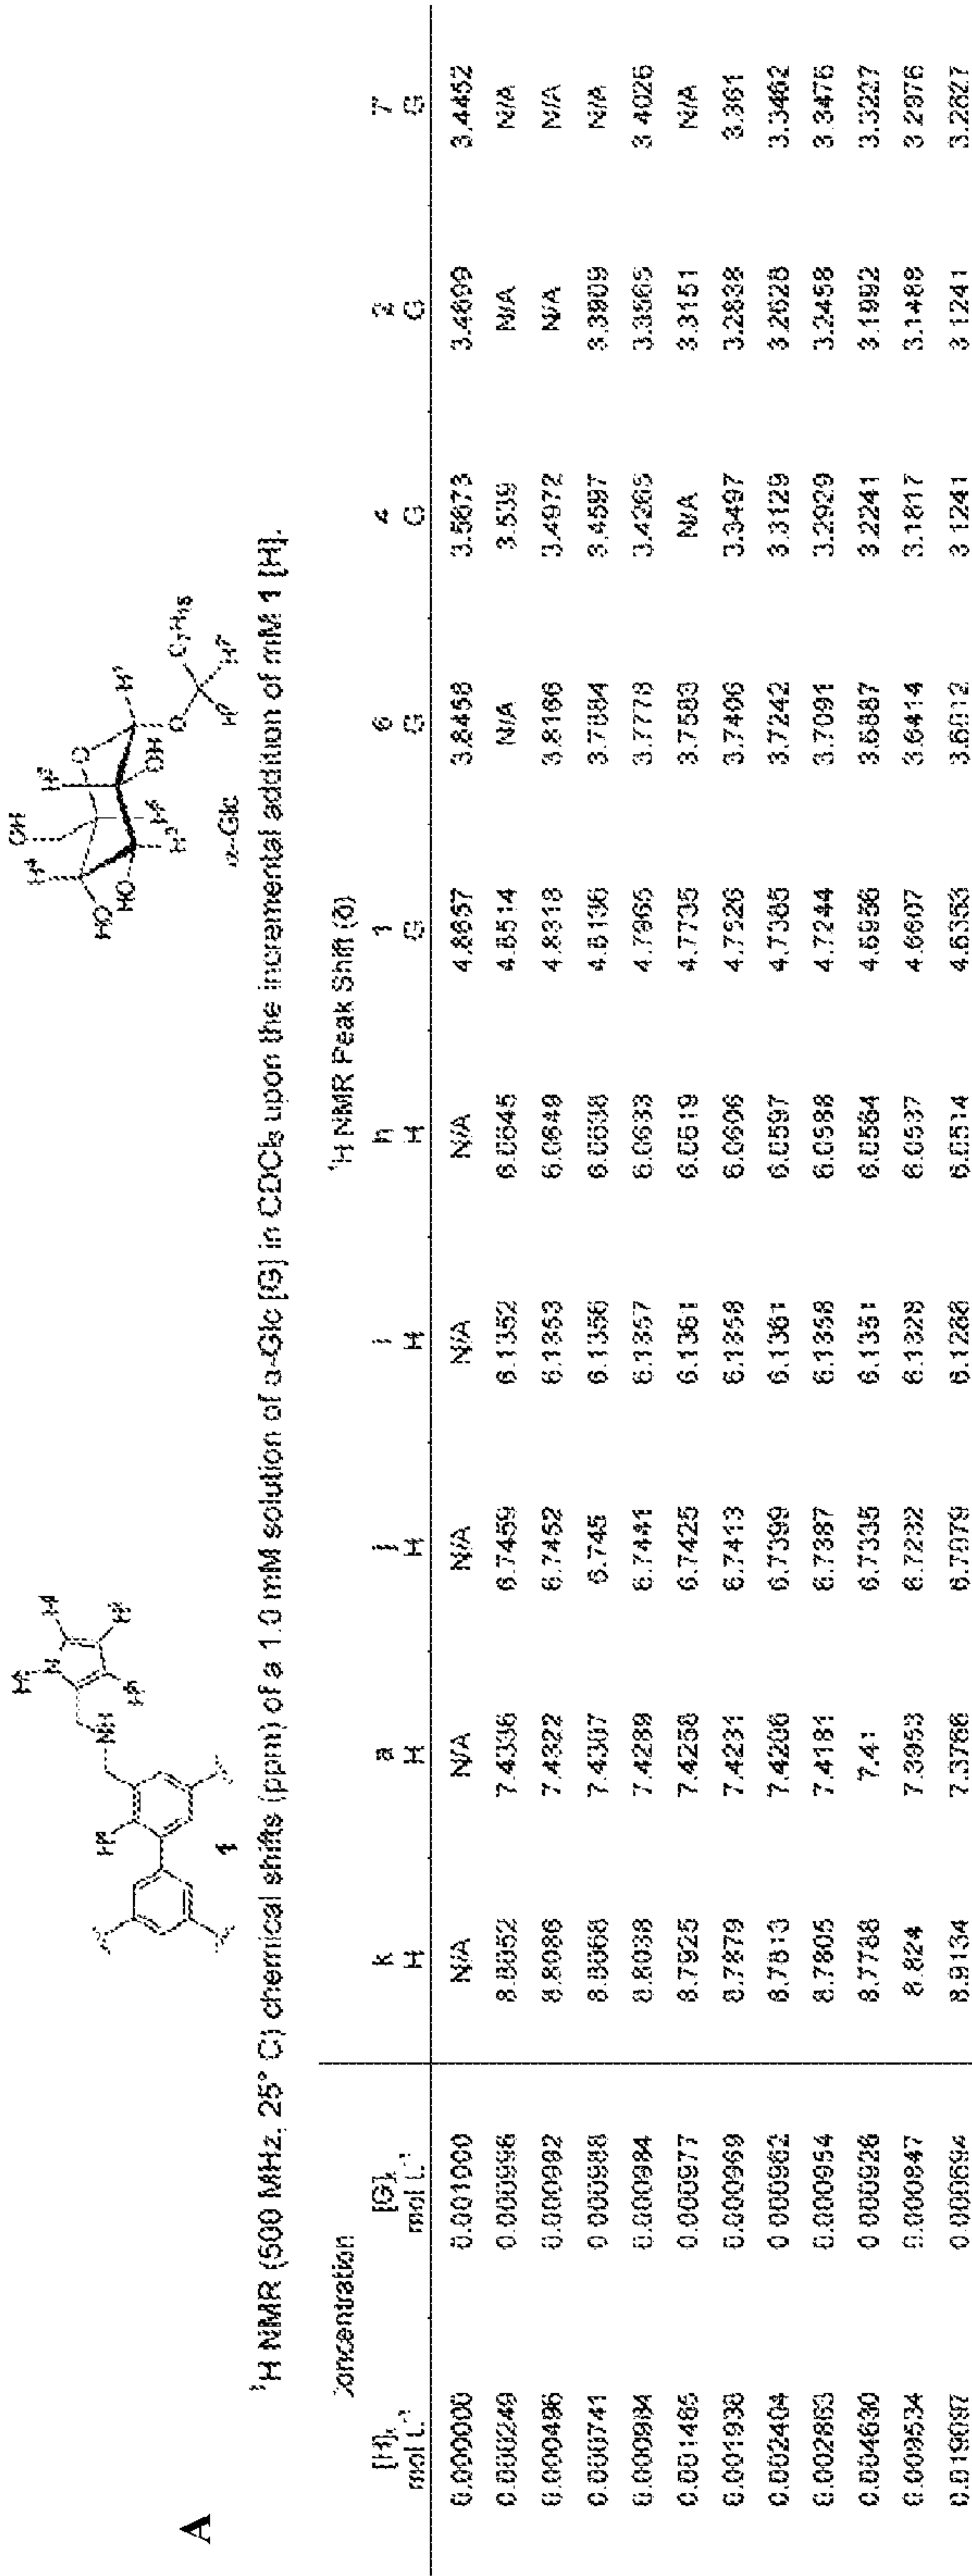 A
α-Glc
1
¹H NMR (500 MHz, 25° C) chemical shifts (ppm) of a 1.0 mM solution of α-Glc [G] in CDCl₃ upon the incremental addition of mM 1 [H].
concentration ¹H NMR Peak Shift (δ)
[H], [G], k a j i h 1 6 4 2 7'
mol L⁻¹ mol L⁻¹ H H H H H G G G G G
0.000000 0.001000 N/A N/A N/A N/A N/A 4.8657 3.8458 3.5673 3.4699 3.4452
0.000249 0.000996 8.8052 7.4336 6.7459 6.1352 6.0645 4.8514 N/A 3.539 N/A N/A
0.000496 0.000992 8.8086 7.4322 6.7452 6.1353 6.0649 4.8318 3.8166 3.4972 N/A N/A
0.000741 0.000988 8.8068 7.4307 6.745 6.1356 6.0638 4.8136 3.7884 3.4597 3.3909 N/A
0.000984 0.000984 8.8038 7.4289 6.7441 6.1357 6.0633 4.7965 3.7778 3.4265 3.3665 3.4026
0.001465 0.000977 8.7925 7.4258 6.7425 6.1361 6.0619 4.7735 3.7583 N/A 3.3151 N/A
0.001938 0.000969 8.7879 7.4231 6.7413 6.1358 6.0606 4.7526 3.7406 3.3497 3.2838 3.361
0.002404 0.000962 8.7813 7.4206 6.7399 6.1361 6.0597 4.7385 3.7242 3.3129 3.2628 3.3462
0.002863 0.000954 8.7805 7.4181 6.7387 6.1358 6.0588 4.7244 3.7091 3.2929 3.2458 3.3475
0.004630 0.000926 8.7738 7.41 6.7335 6.1351 6.0564 4.6956 3.6887 3.2241 3.1992 3.3227
0.009534 0.000847 8.824 7.3953 6.7232 6.1328 6.0537 4.6607 3.6414 3.1817 3.1488 3.2976
0.019097 0.000694 8.9134 7.3766 6.7079 6.1288 6.0514 4.6353 3.6012 3.1241 3.1241 3.2827